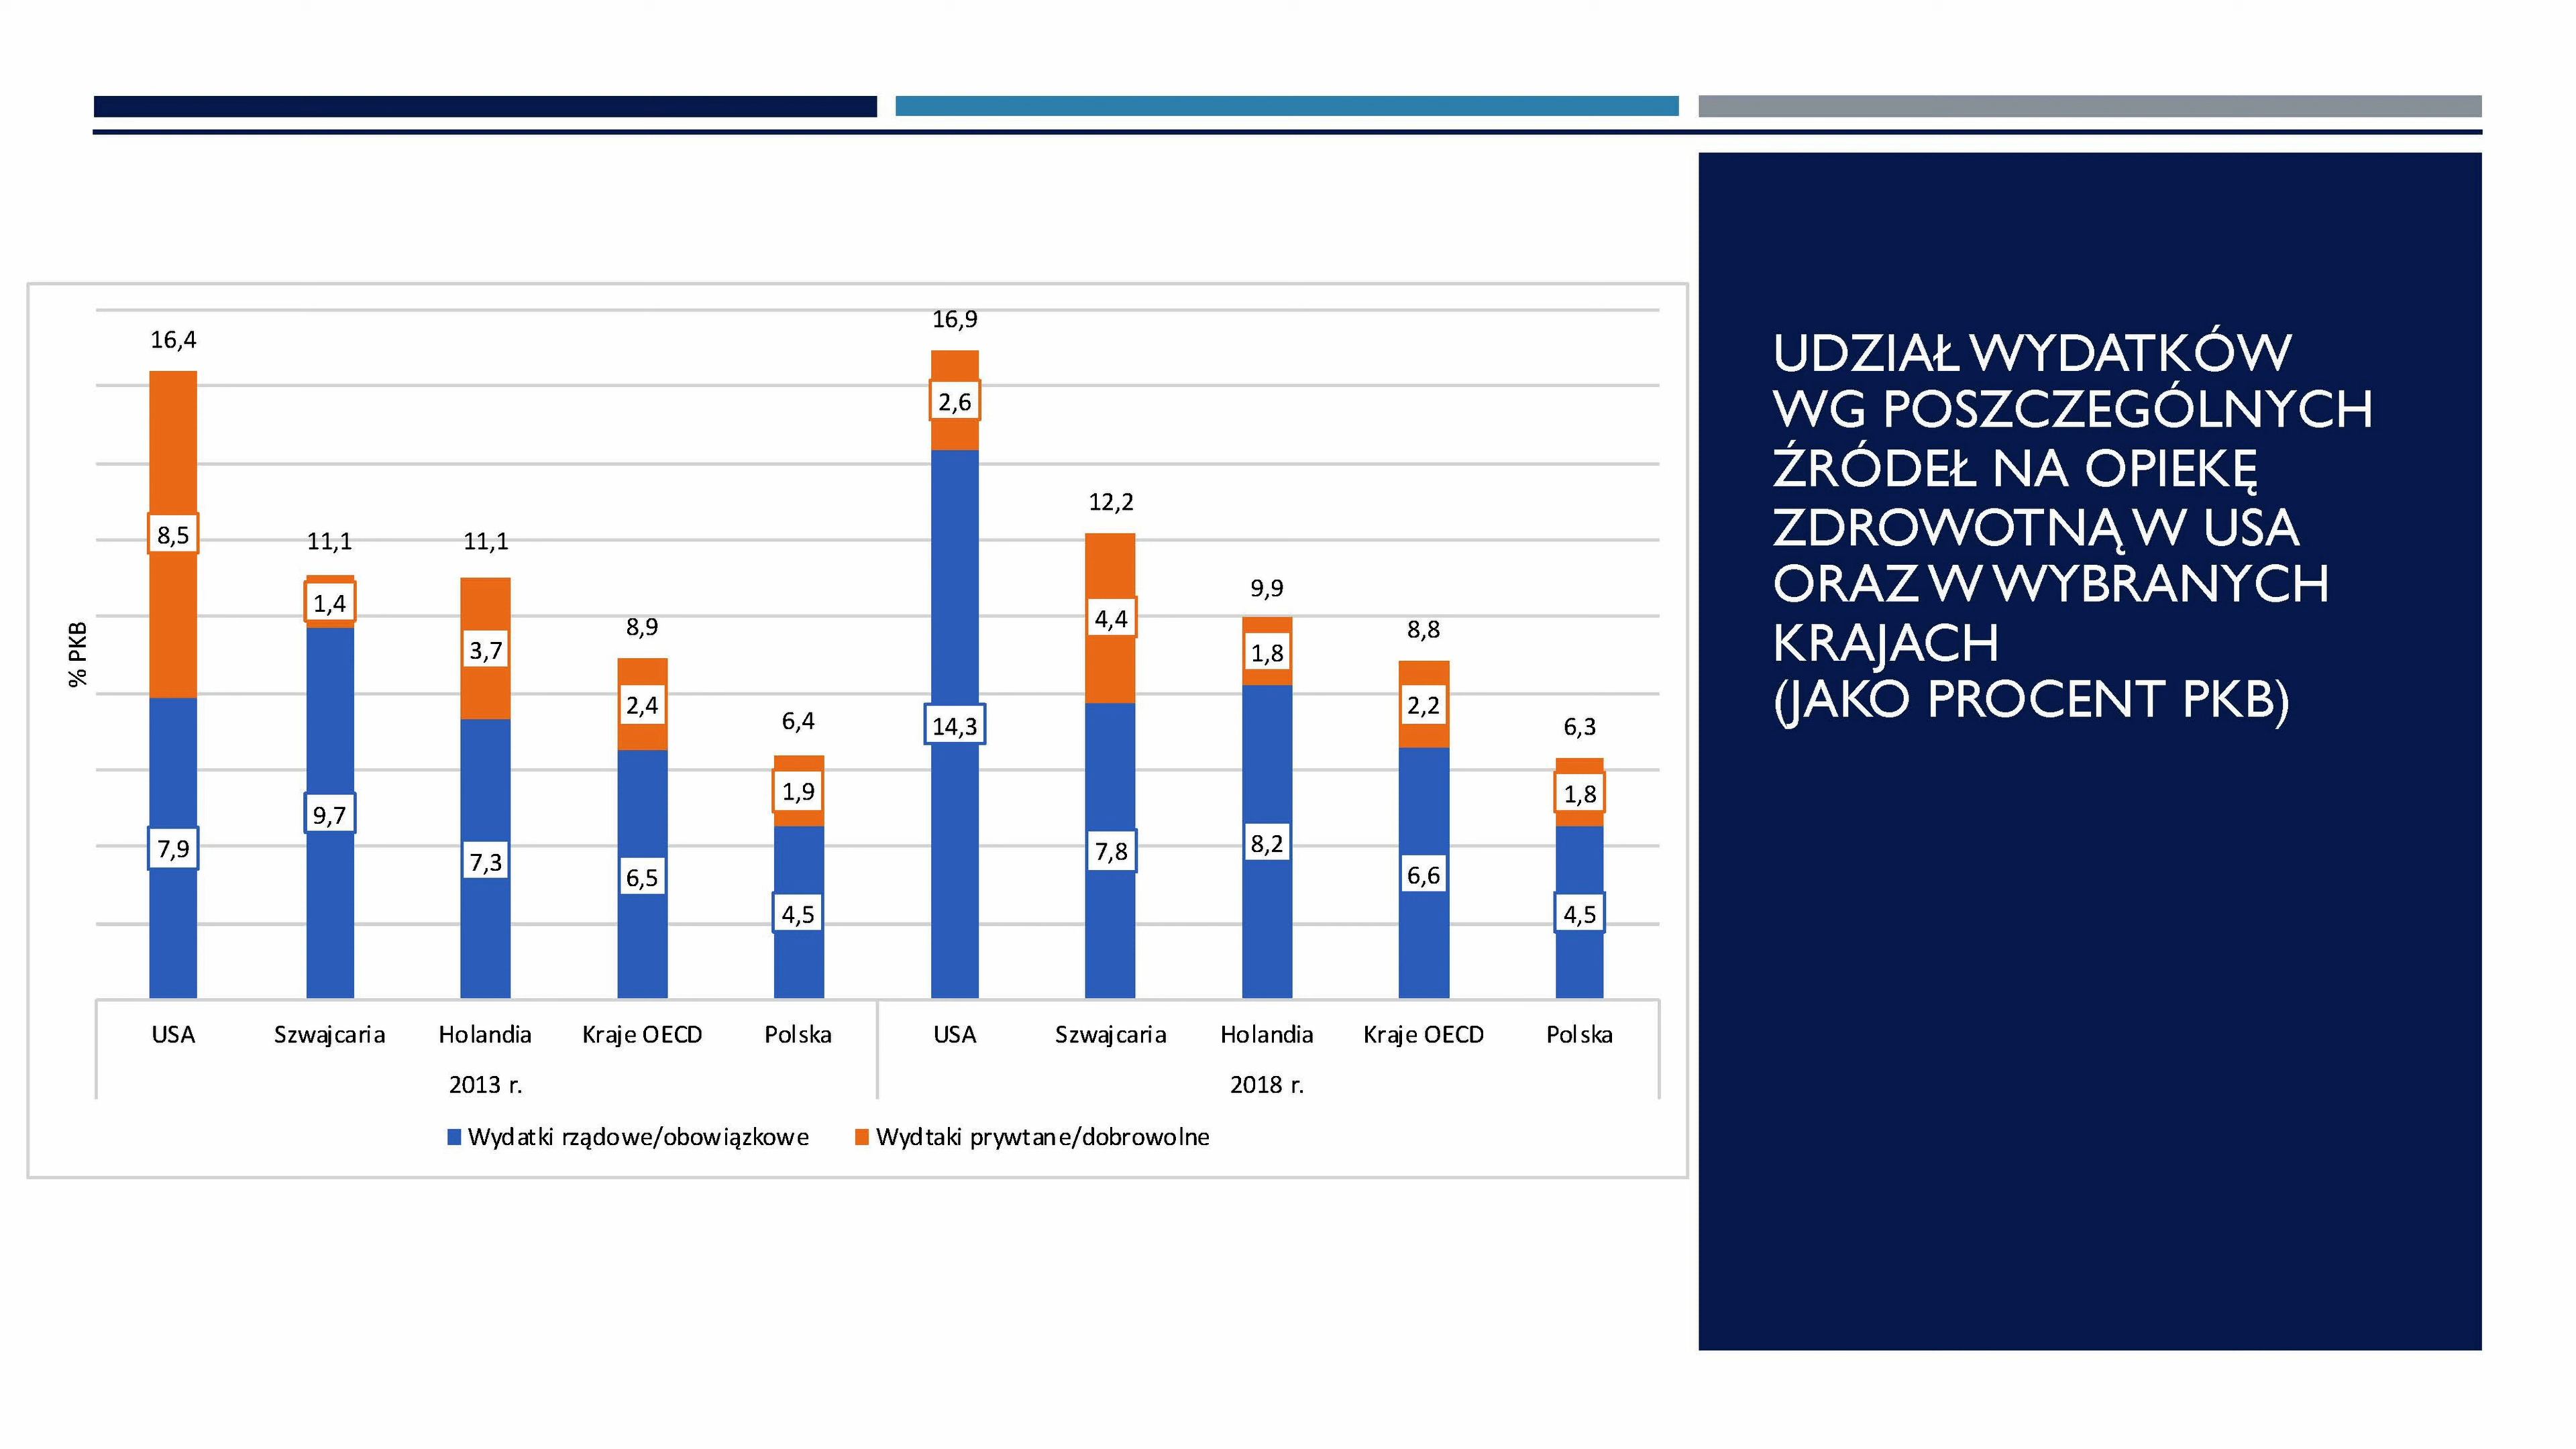 16,4
8,5
7,9
11,1
1,4
9,7
11,1
3,7
7,3
8,9
2,4
6,5
6,4
1,9
4,5
16,9
2,6
14,3
12,2
4,4
7,8
9,9
1,8
8,2
8,8
2,2
6,6
6,3
1,8
4,5
% PKB
USA Szwajcaria Holandia Kraje OECD Polska USA Szwajcaria Holandia Kraje OECD Polska
2013 r. 2018 r.
Wydatki rządowe/obowiązkowe Wydtaki prywtane/dobrowolne
UDZIAŁ WYDATKÓW
WG POSZCZEGÓLNYCH
ŹRÓDEŁ NA OPIEKĘ
ZDROWOTNĄ W USA
ORAZ W WYBRANYCH
KRAJACH
(JAKO PROCENT PKB)